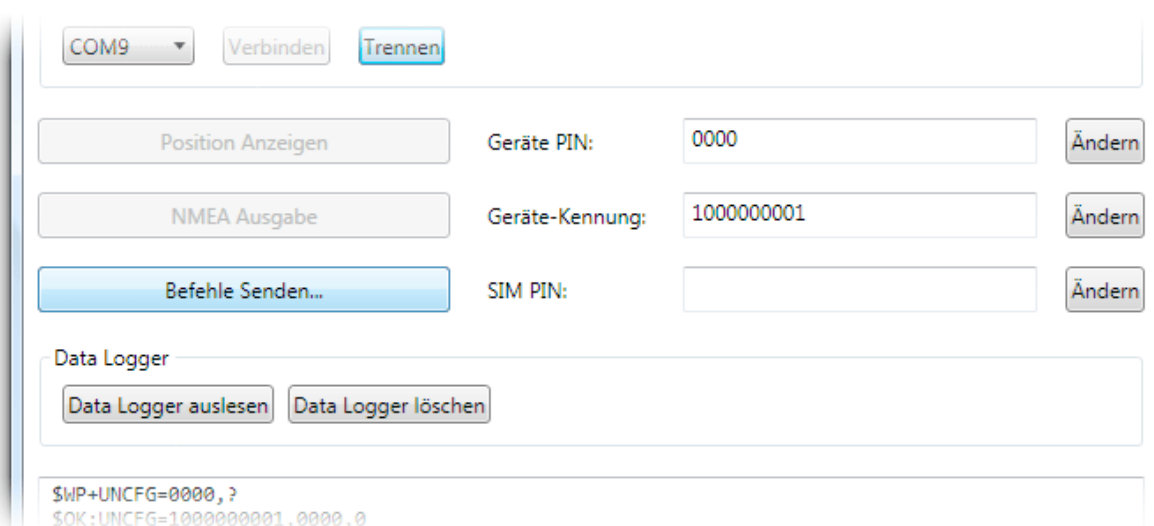 COM9 Verbinden Trennen
Position Anzeigen Geräte PIN: 0000 Ändern
NMEA Ausgabe Geräte-Kennung: 1000000001 Ändern
Befehle Senden... SIM PIN: Ändern
Data Logger
Data Logger auslesen Data Logger löschen
$WP+UNCFG=0000,?
$OK:UNCFG=1000000001,0000,0